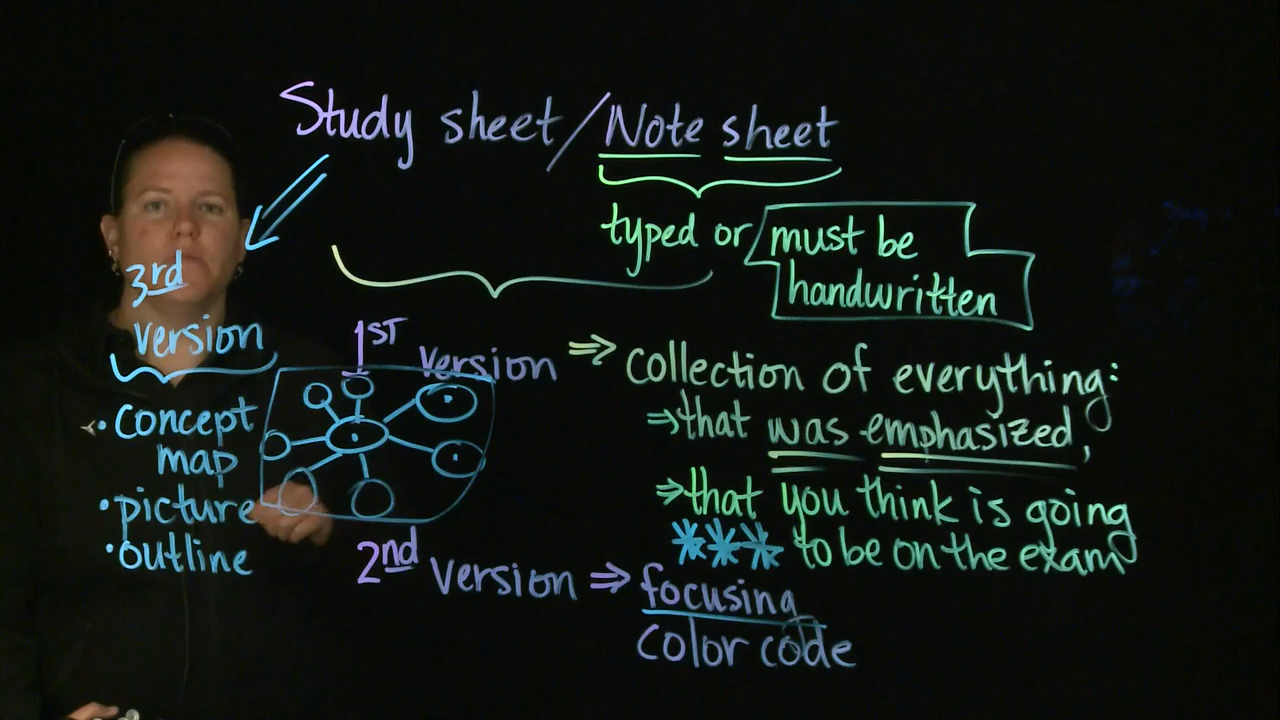 Study sheet/Note sheet
typed or must be
handwritten
1ST version ⇒ collection of everything:
⇒that was emphasized,
⇒that you think is going
*** to be on the exam
2nd version ⇒ focusing
color code
3rd
version
• concept
map
• picture
• outline